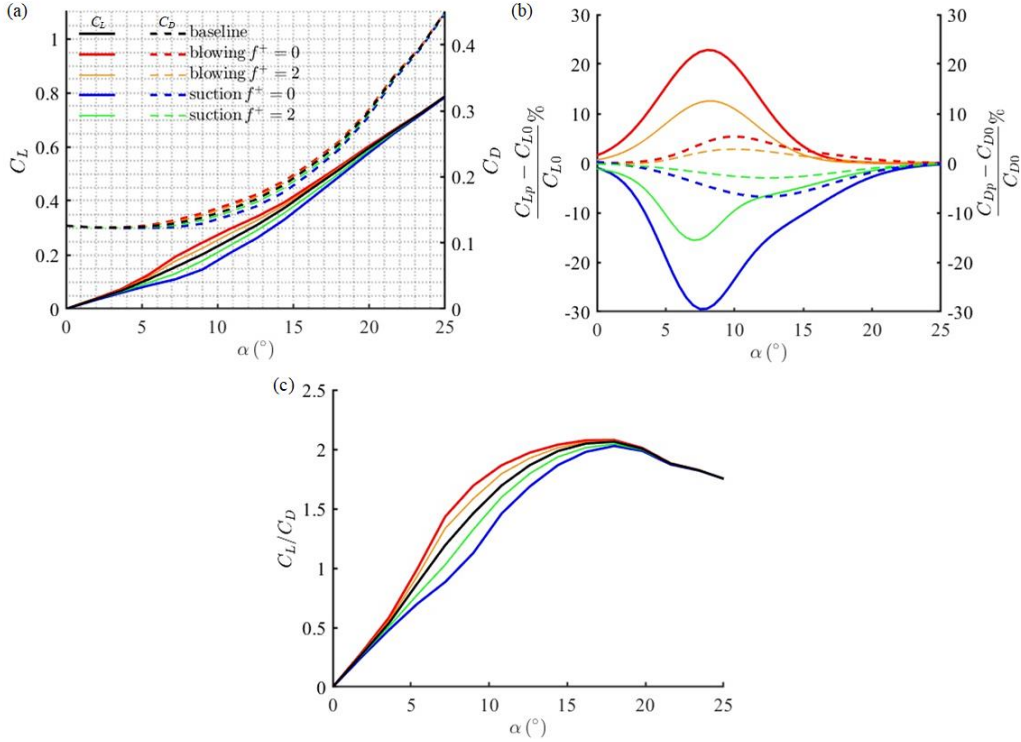 (a)
C_L C_D
baseline
blowing f⁺ = 0
blowing f⁺ = 2
suction f⁺ = 0
suction f⁺ = 2
1
0.8
0.6
0.4
0.2
0
C_L
0.4
0.3
0.2
0.1
0
C_D
0 5 10 15 20 25
α (°)
(b)
30
20
10
0
-10
-20
-30
(C_Lp − C_L0)/C_L0 %
30
20
10
0
-10
-20
-30
(C_Dp − C_D0)/C_D0 %
0 5 10 15 20 25
α (°)
(c)
2.5
2
1.5
1
0.5
0
C_L/C_D
0 5 10 15 20 25
α (°)